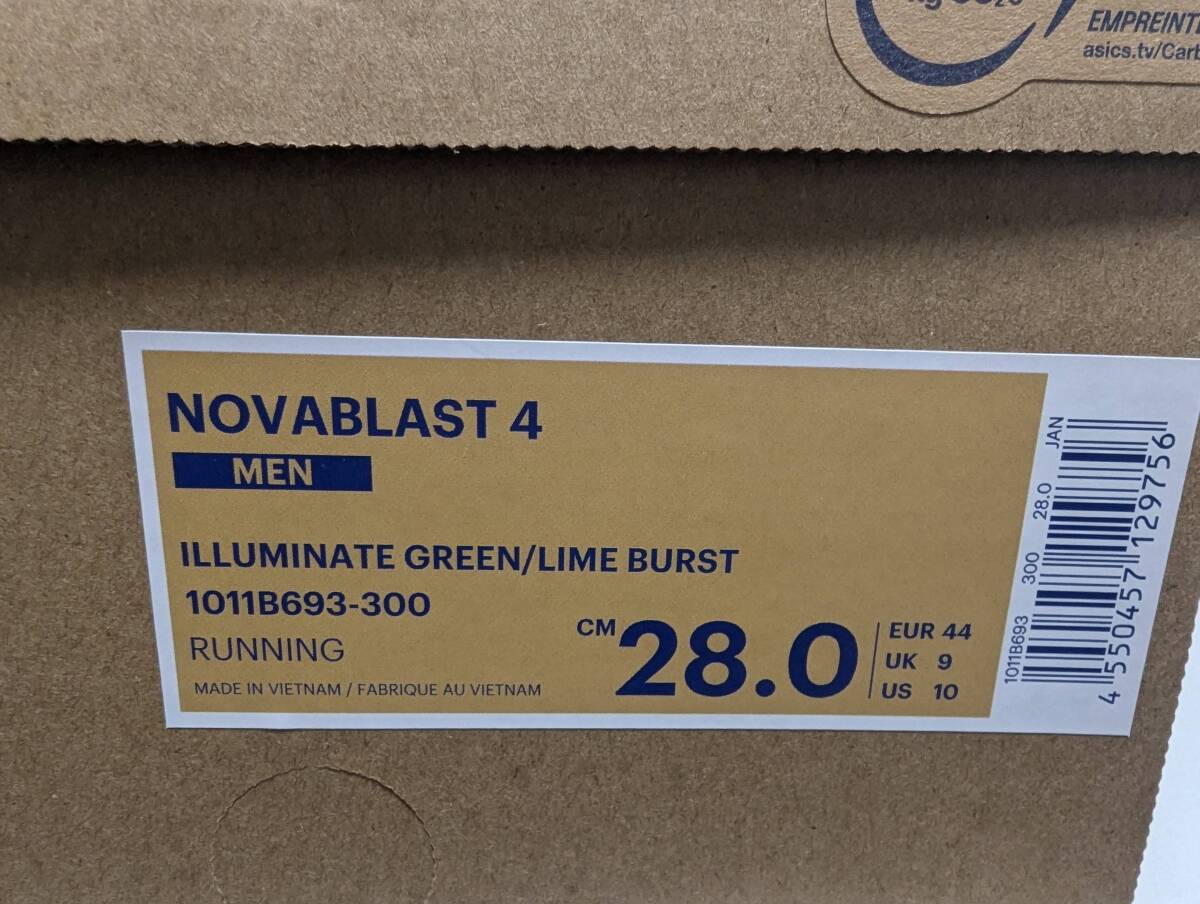 EMPREINT
asics.tv/Carb
NOVABLAST 4
MEN
ILLUMINATE GREEN/LIME BURST
1011B693-300
RUNNING
MADE IN VIETNAM / FABRIQUE AU VIETNAM
CM 28.0
EUR 44
UK 9
US 10
1011B693 300 28.0 JAN
4 550457 129756